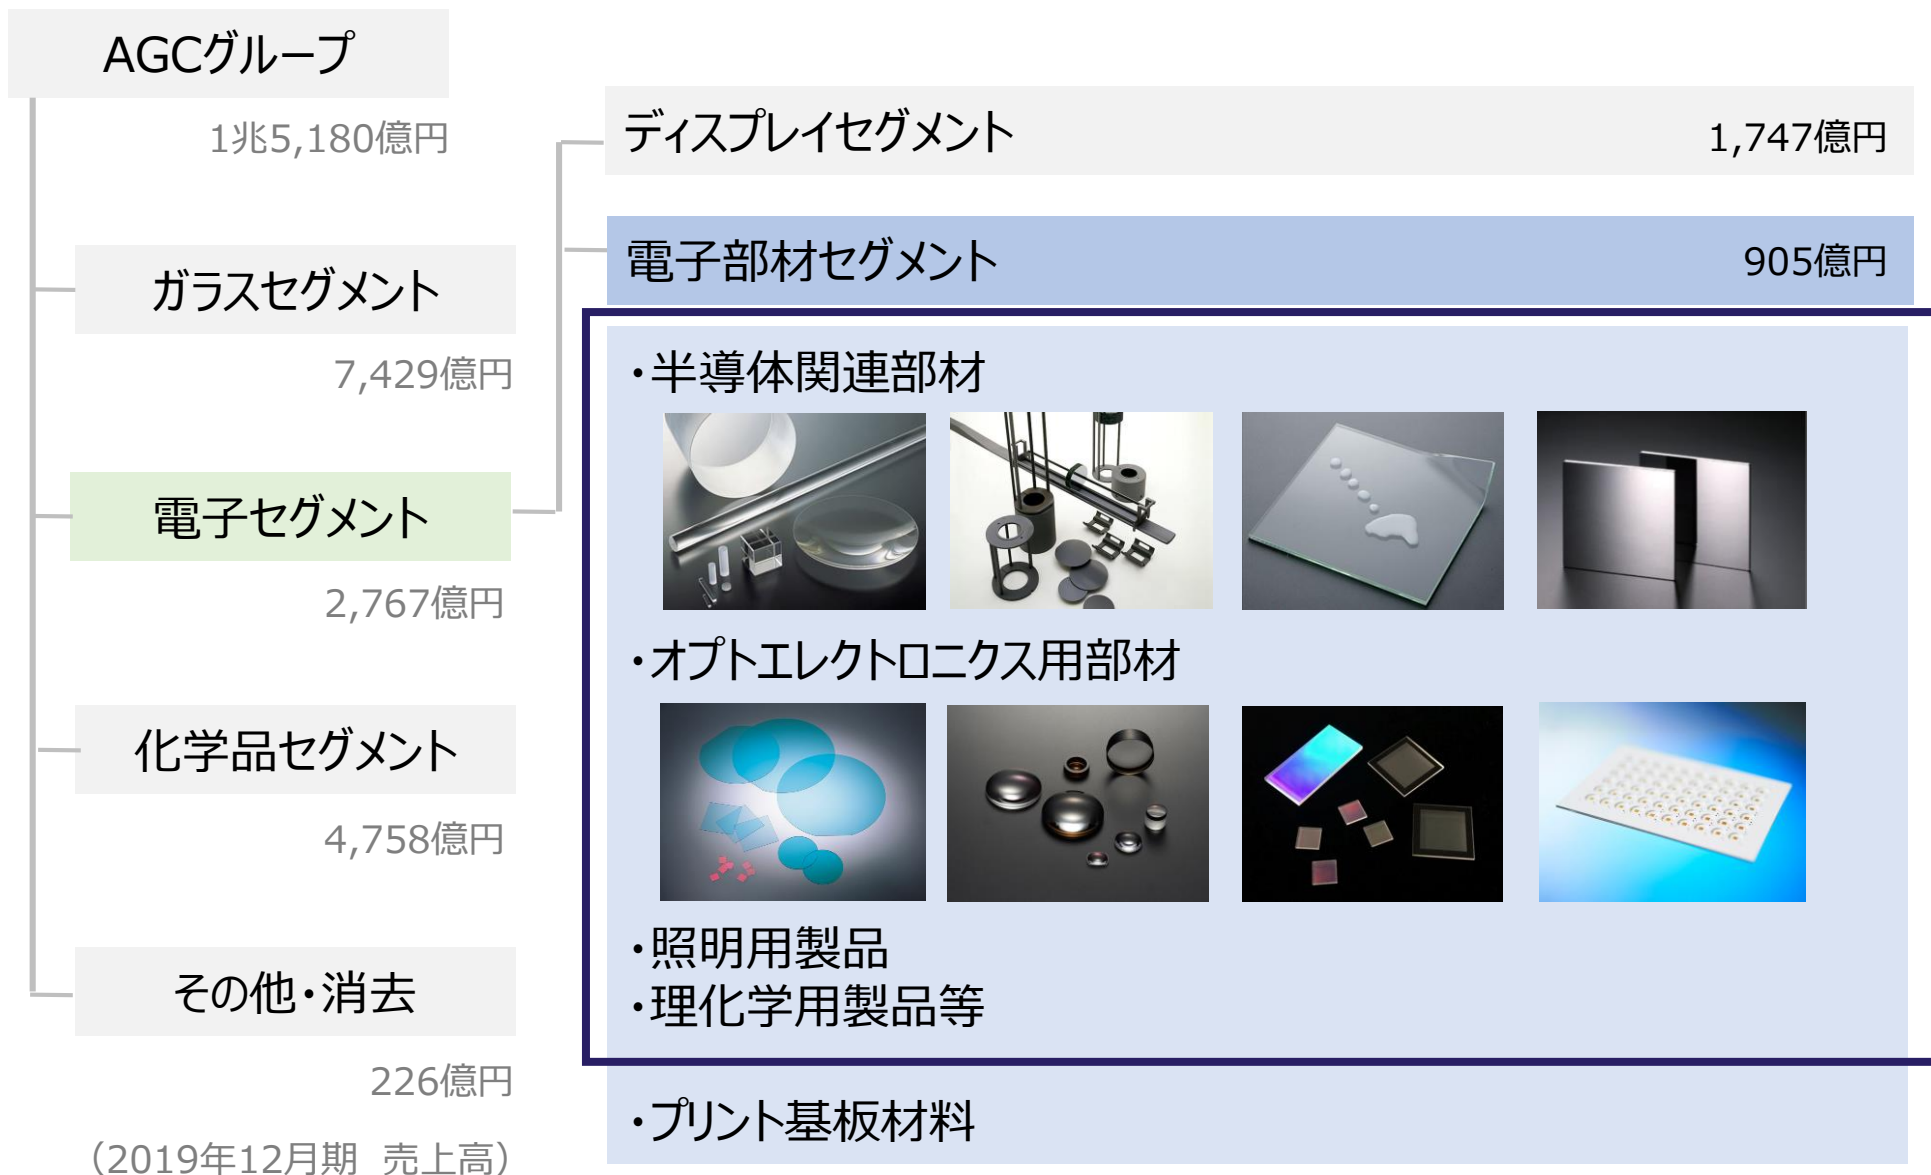 AGCグループ
1兆5,180億円
ガラスセグメント
7,429億円
電子セグメント
2,767億円
化学品セグメント
4,758億円
その他・消去
226億円
（2019年12月期 売上高）
ディスプレイセグメント 1,747億円
電子部材セグメント 905億円
・半導体関連部材
・オプトエレクトロニクス用部材
・照明用製品
・理化学用製品等
・プリント基板材料